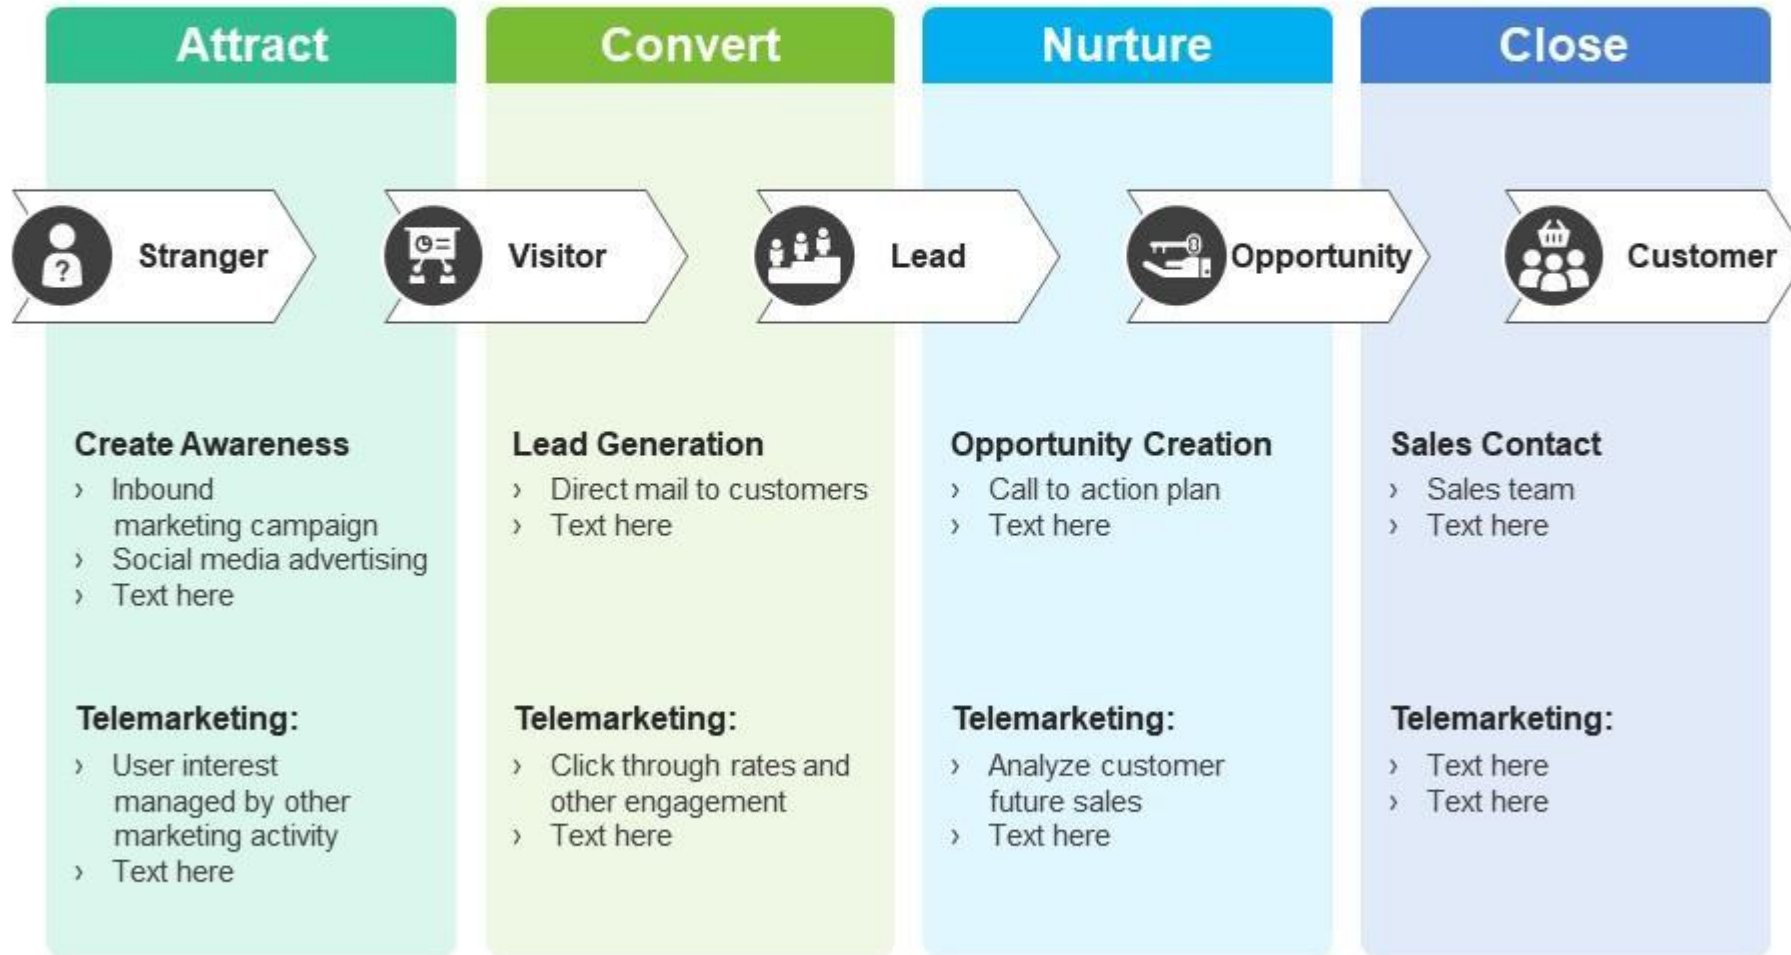 Attract
Convert
Nurture
Close
?
Stranger
Visitor
Lead
Opportunity
Customer
Create Awareness
› Inbound
marketing campaign
› Social media advertising
› Text here
Lead Generation
› Direct mail to customers
› Text here
Opportunity Creation
› Call to action plan
› Text here
Sales Contact
› Sales team
› Text here
Telemarketing:
› User interest
managed by other
marketing activity
› Text here
Telemarketing:
› Click through rates and
other engagement
› Text here
Telemarketing:
› Analyze customer
future sales
› Text here
Telemarketing:
› Text here
› Text here